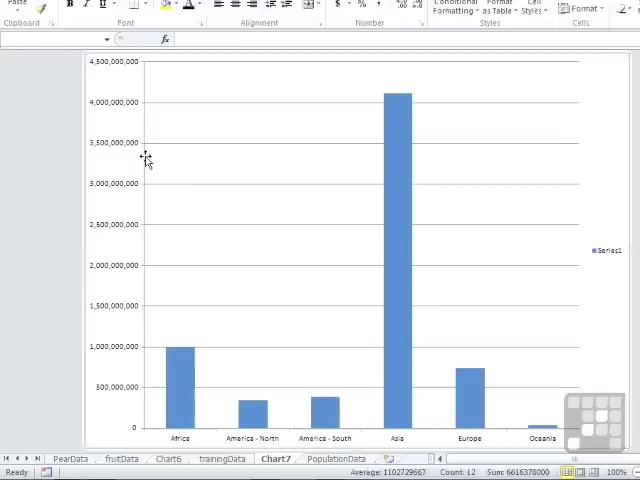 Paste
B I U A $ % ,
Conditional Format Cell
Formatting as Table Styles
Format
Clipboard Font Alignment Number Styles Cells
fx
4,500,000,000
4,000,000,000
3,500,000,000
3,000,000,000
2,500,000,000
2,000,000,000
1,500,000,000
1,000,000,000
500,000,000
0
Series1
Africa America - North America - South Asia Europe Oceania
PearData fruitData Chart6 trainingData Chart7 PopulationData
Ready Average: 1102729667 Count: 12 Sum: 6616378000 100%